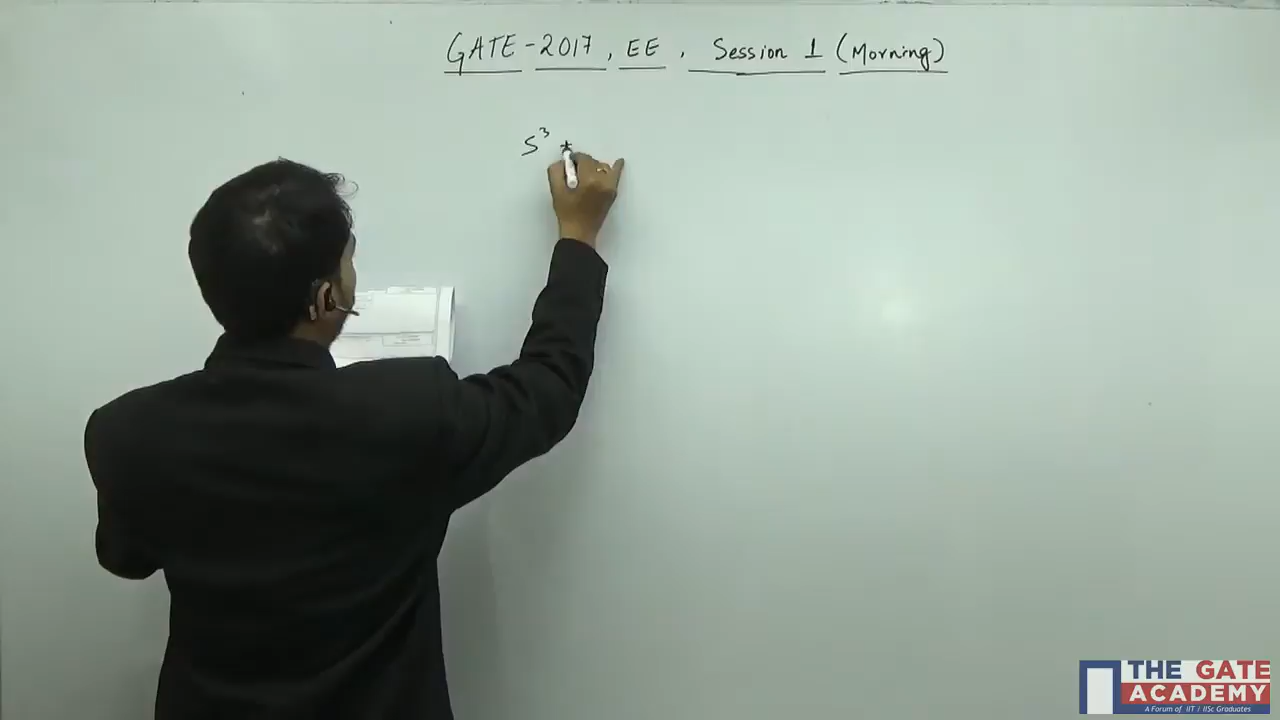 GATE-2017, EE, Session 1 (Morning)
S³ +
THE GATE
ACADEMY
A Forum of IIT / IISc Graduates